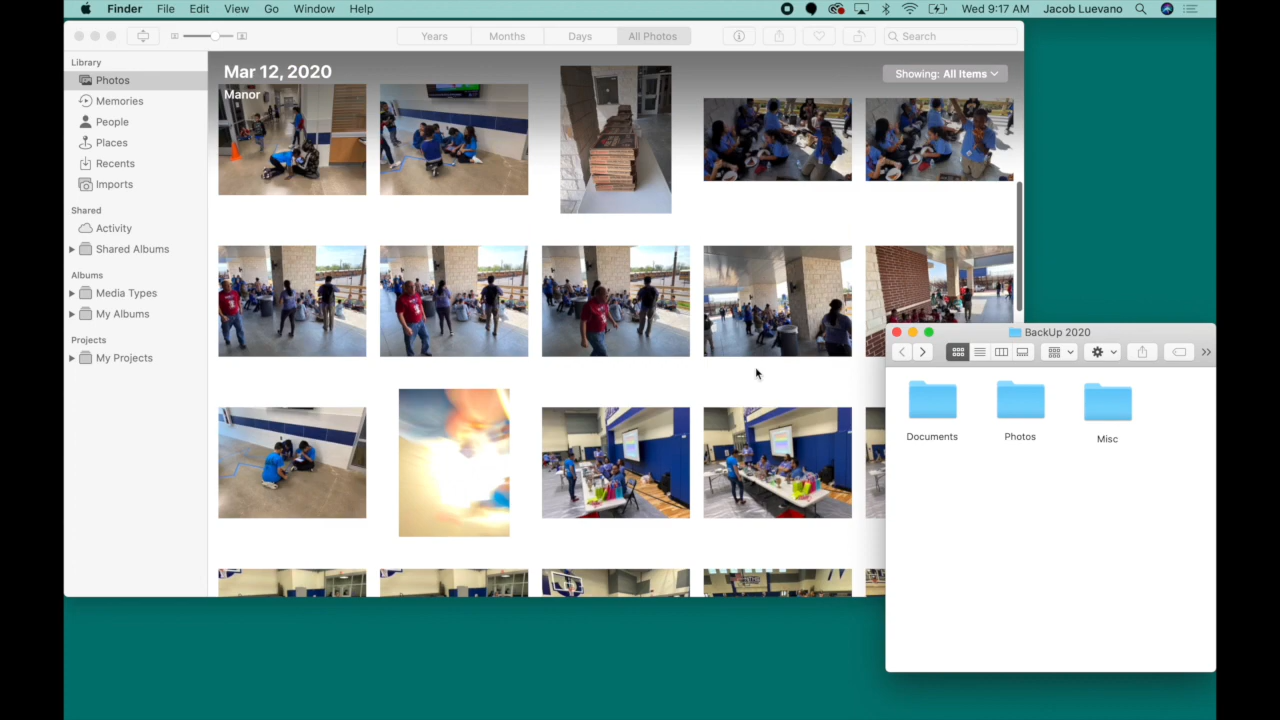 Finder File Edit View Go Window Help
Wed 9:17 AM Jacob Luevano
Years Months Days All Photos
Search
Library
Photos
Memories
People
Places
Recents
Imports
Shared
Activity
Shared Albums
Albums
Media Types
My Albums
Projects
My Projects
Mar 12, 2020
Manor
Showing: All Items
BackUp 2020
Documents Photos Misc